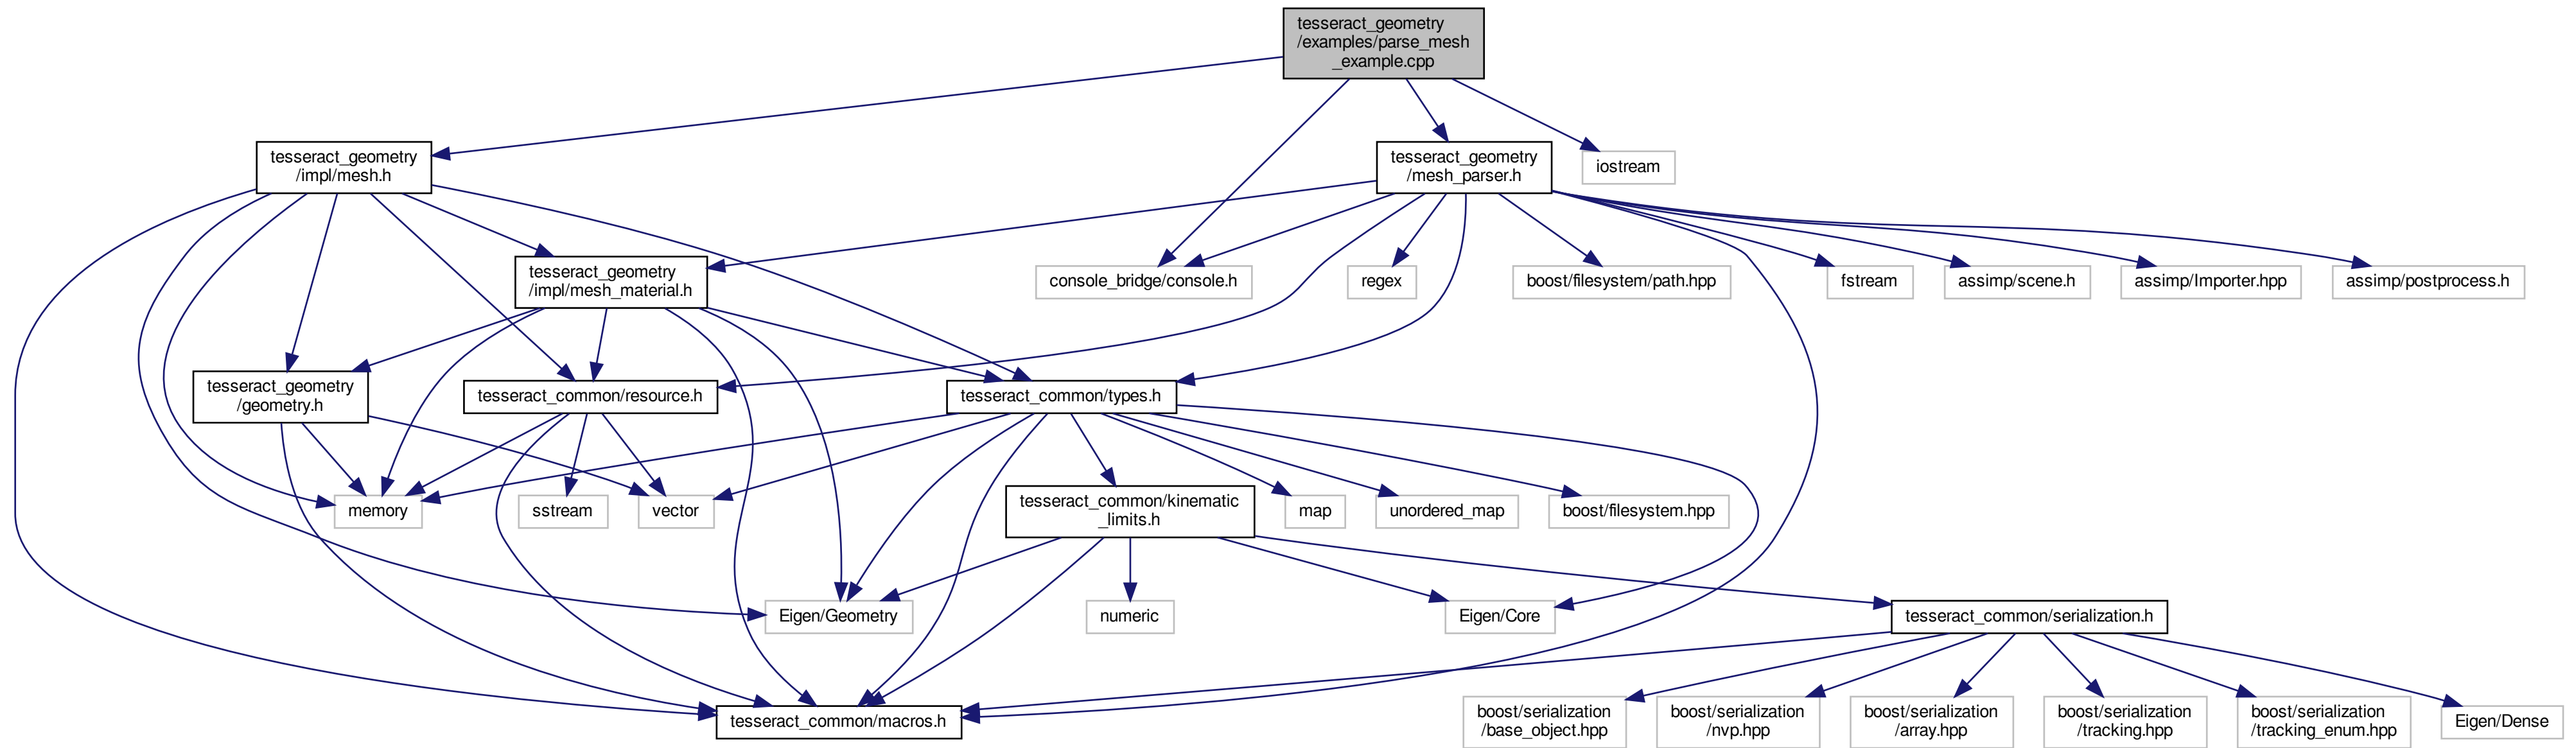 tesseract_geometry
/examples/parse_mesh
_example.cpp
tesseract_geometry
/impl/mesh.h
tesseract_geometry
/mesh_parser.h
iostream
tesseract_geometry
/impl/mesh_material.h
console_bridge/console.h
regex
boost/filesystem/path.hpp
fstream
assimp/scene.h
assimp/Importer.hpp
assimp/postprocess.h
tesseract_geometry
/geometry.h
tesseract_common/resource.h
tesseract_common/types.h
memory
sstream
vector
tesseract_common/kinematic
_limits.h
map
unordered_map
boost/filesystem.hpp
Eigen/Geometry
numeric
Eigen/Core
tesseract_common/serialization.h
tesseract_common/macros.h
boost/serialization
/base_object.hpp
boost/serialization
/nvp.hpp
boost/serialization
/array.hpp
boost/serialization
/tracking.hpp
boost/serialization
/tracking_enum.hpp
Eigen/Dense